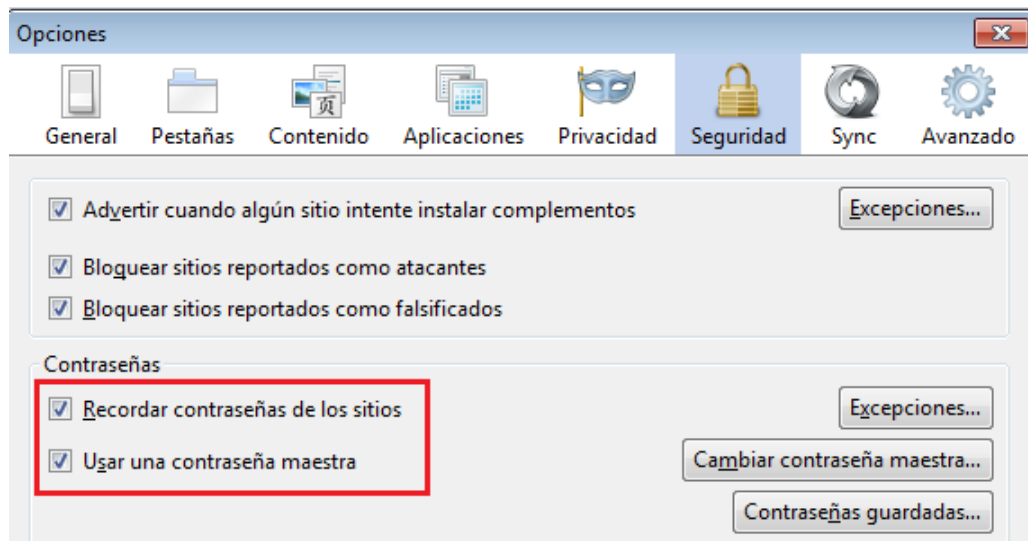 Opciones
General Pestañas Contenido Aplicaciones Privacidad Seguridad Sync Avanzado
页
Advertir cuando algún sitio intente instalar complementos Excepciones...
Bloquear sitios reportados como atacantes
Bloquear sitios reportados como falsificados
Contraseñas
Recordar contraseñas de los sitios Excepciones...
Usar una contraseña maestra Cambiar contraseña maestra...
Contraseñas guardadas...